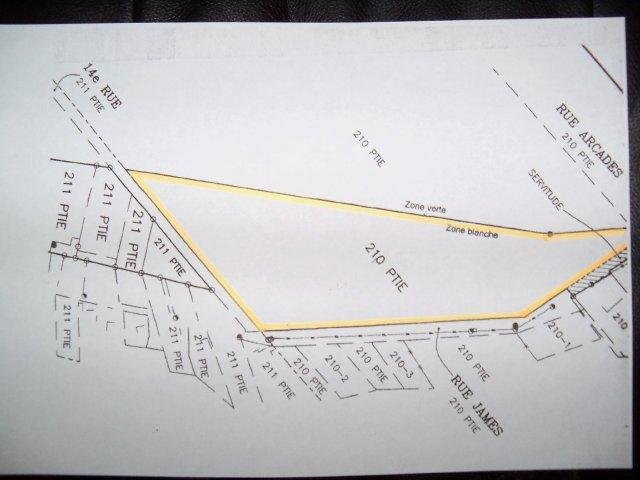 14e RUE
211 PTIE
RUE ARCADES
210 PTIE
210 PTIE
SERVITUDE
Zone verte
Zone blanche
211 PTIE
211 PTIE
211 PTIE
211 PTIE
210 PTIE
211 PTIE
211 PTIE
211 PTIE
211 PTIE
211 PTIE
211 PTIE
210 PTIE
210-2
210 PTIE
210-3
210 PTIE
210-1
210
RUE JAMES
210 PTIE